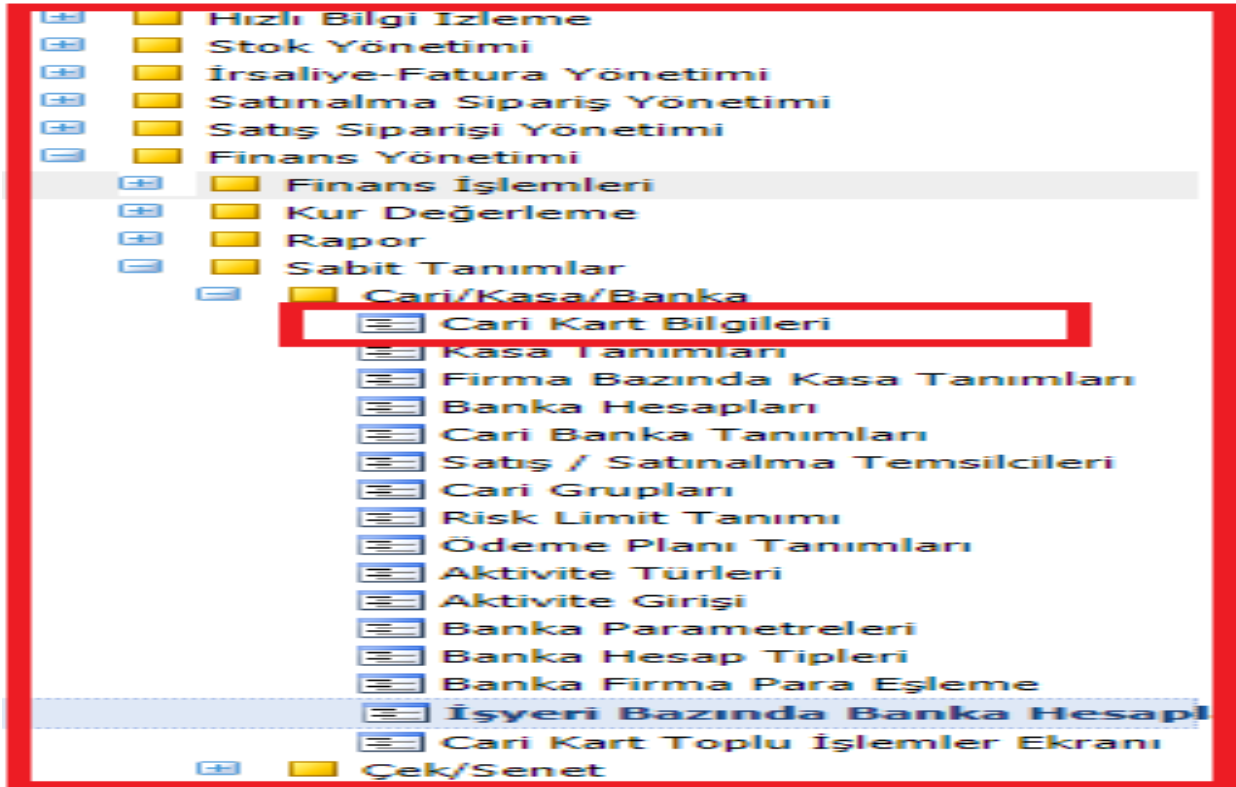 Hızlı Bilgi İzleme
Stok Yönetimi
İrsaliye-Fatura Yönetimi
Satınalma Sipariş Yönetimi
Satış Siparişi Yönetimi
Finans Yönetimi
Finans İşlemleri
Kur Değerleme
Rapor
Sabit Tanımlar
Cari/Kasa/Banka
Cari Kart Bilgileri
Kasa Tanımları
Firma Bazında Kasa Tanımları
Banka Hesapları
Cari Banka Tanımları
Satış / Satınalma Temsilcileri
Cari Grupları
Risk Limit Tanımı
Ödeme Planı Tanımları
Aktivite Türleri
Aktivite Girişi
Banka Parametreleri
Banka Hesap Tipleri
Banka Firma Para Eşleme
İşyeri Bazında Banka Hesapl
Cari Kart Toplu İşlemler Ekranı
Çek/Senet